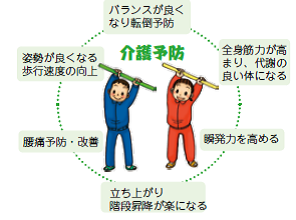 バランスが良く
なり転倒予防
介護予防
姿勢が良くなる
歩行速度の向上
全身筋力が高
まり、代謝の
良い体になる
腰痛予防・改善
瞬発力を高める
立ち上がり
階段昇降が楽になる